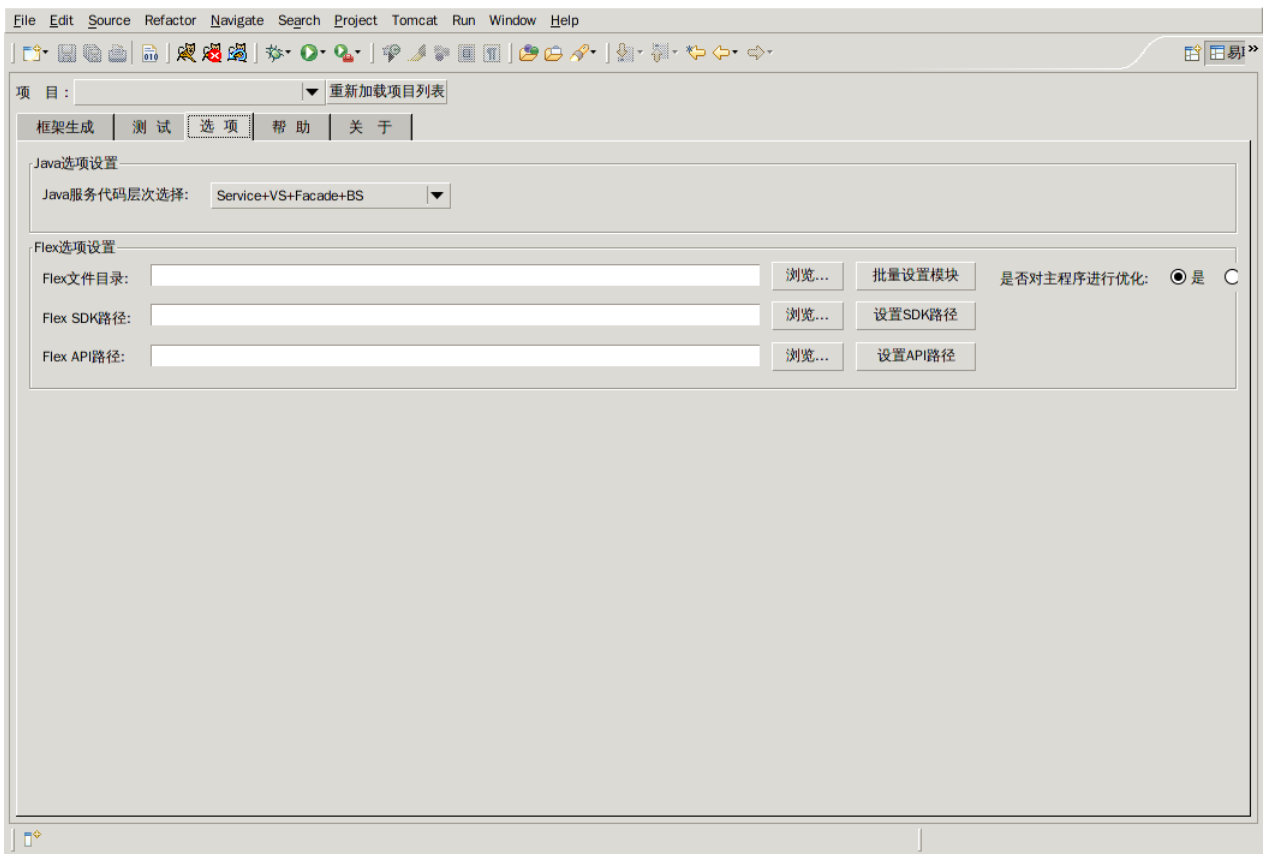 File Edit Source Refactor Navigate Search Project Tomcat Run Window Help
易
项 目: 重新加载项目列表
框架生成 测 试 选 项 帮 助 关 于
Java选项设置
Java服务代码层次选择: Service+VS+Facade+BS
Flex选项设置
Flex文件目录: 浏览... 批量设置模块 是否对主程序进行优化: 是
Flex SDK路径: 浏览... 设置SDK路径
Flex API路径: 浏览... 设置API路径